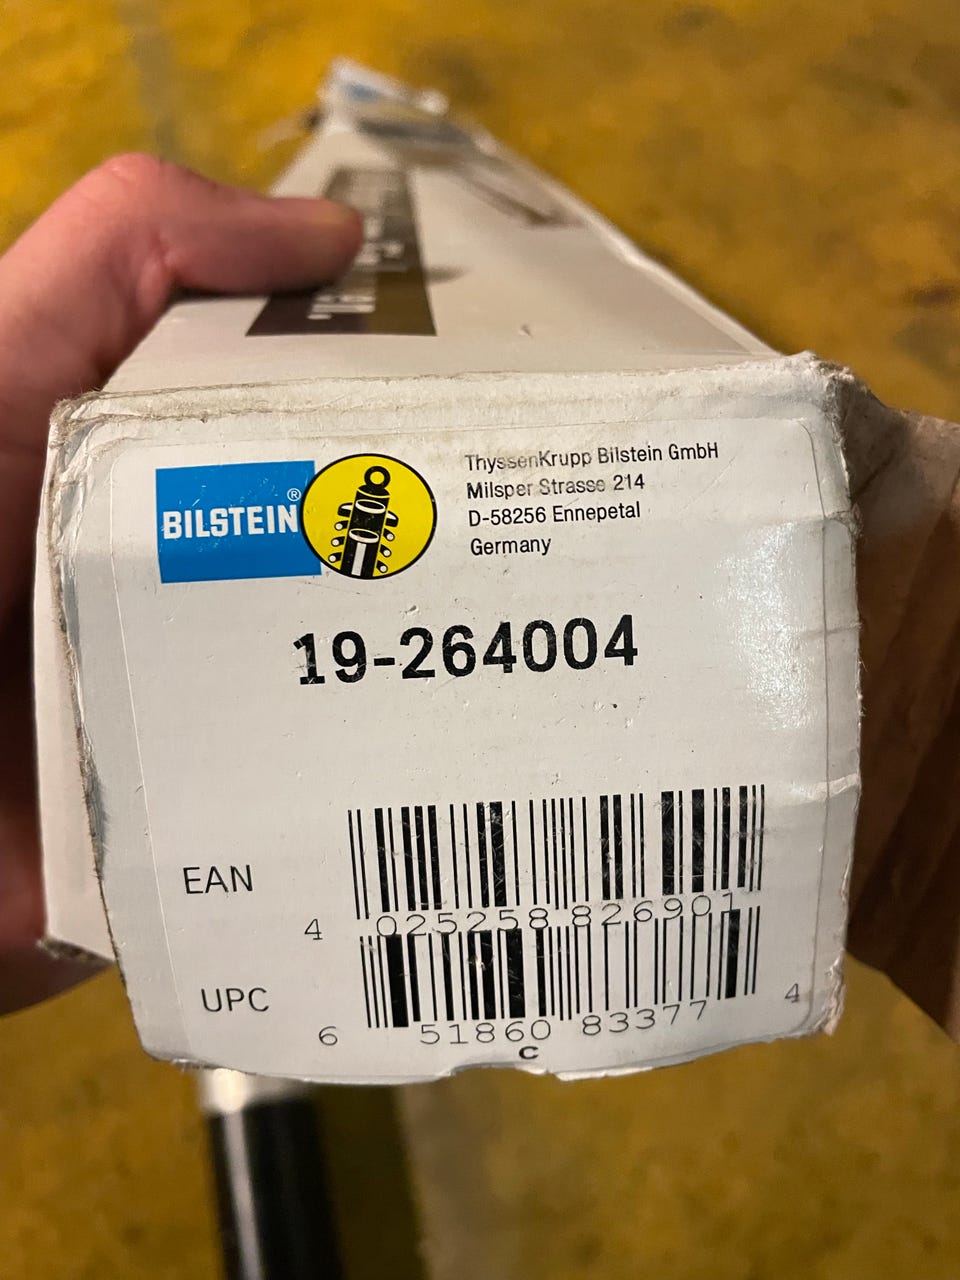 BILSTEIN®
ThyssenKrupp Bilstein GmbH
Milsper Strasse 214
D-58256 Ennepetal
Germany
19-264004
EAN
4 025258 826901
UPC
6 51860 83377 4
C